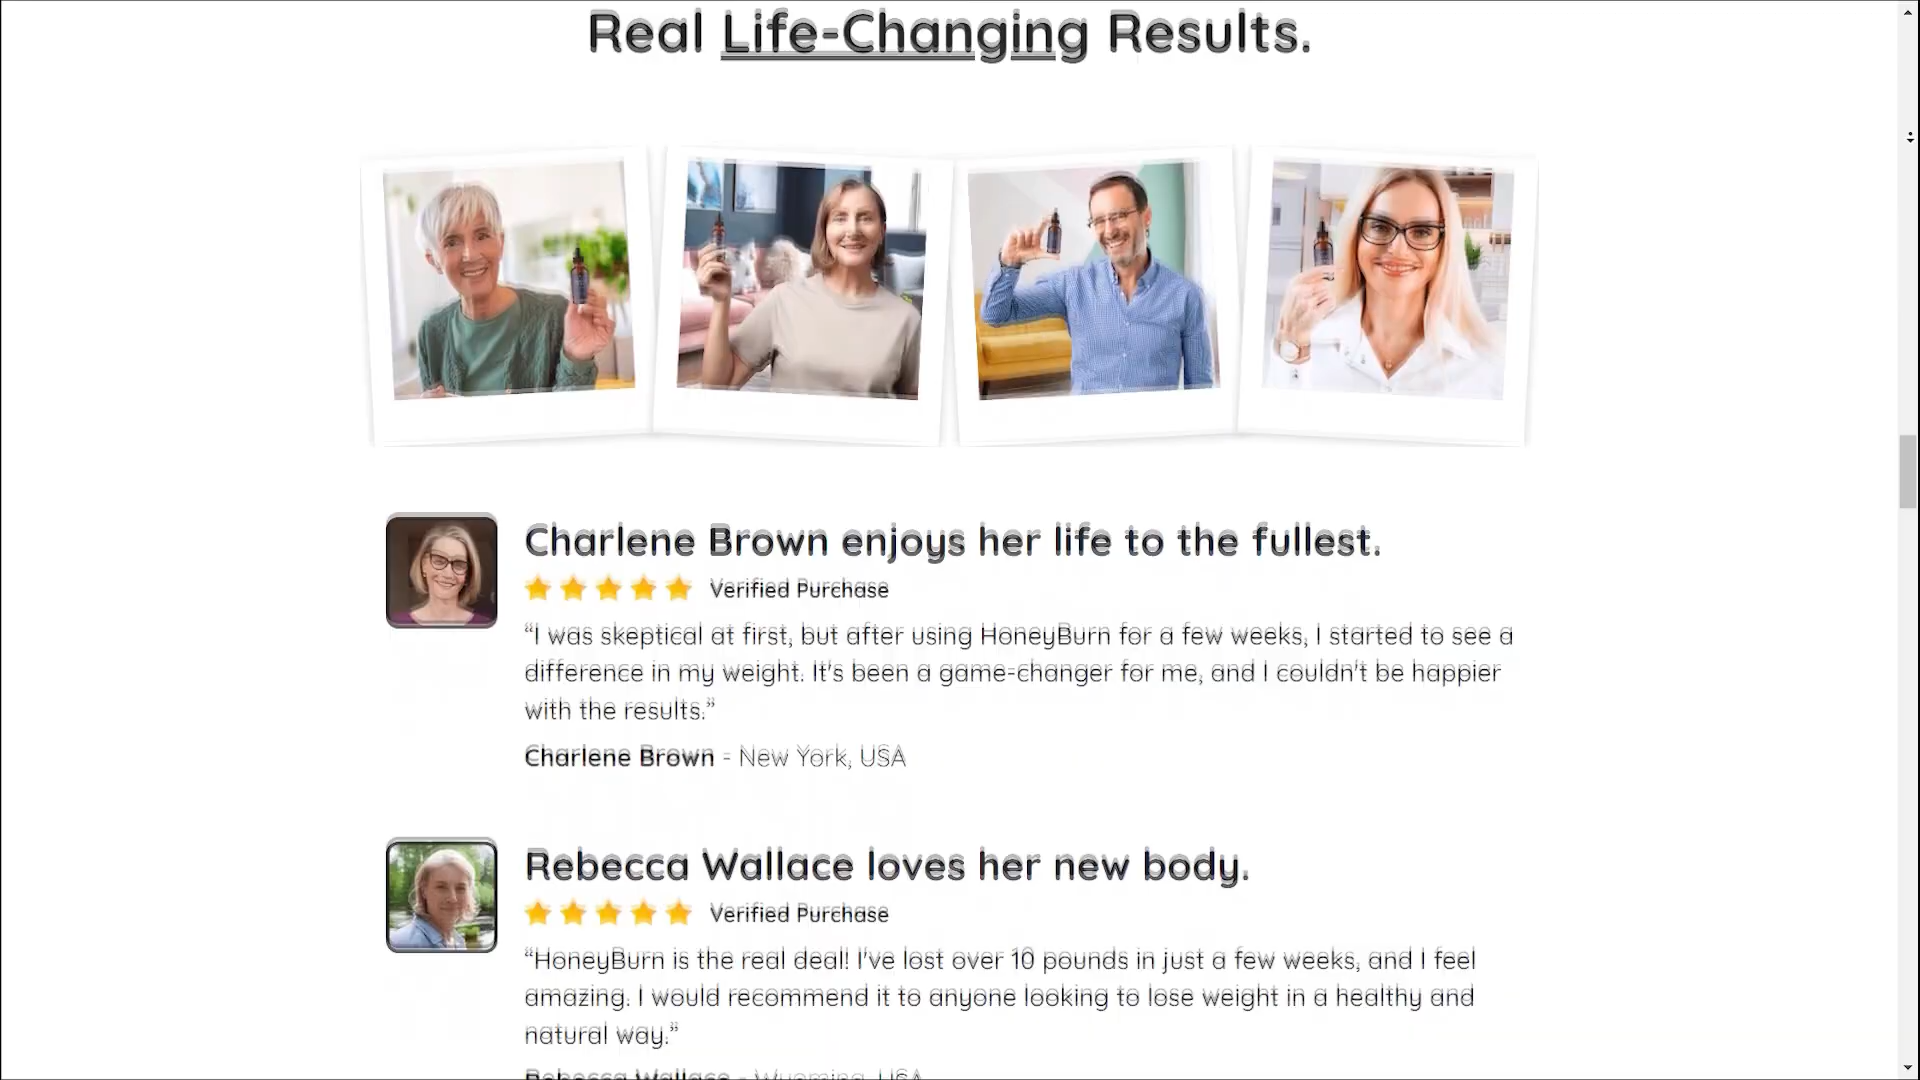 Real Life-Changing Results.
Charlene Brown enjoys her life to the fullest.
Verified Purchase
“I was skeptical at first, but after using HoneyBurn for a few weeks, I started to see a
difference in my weight. It's been a game-changer for me, and I couldn't be happier
with the results.”
Charlene Brown - New York, USA
Rebecca Wallace loves her new body.
Verified Purchase
“HoneyBurn is the real deal! I've lost over 10 pounds in just a few weeks, and I feel
amazing. I would recommend it to anyone looking to lose weight in a healthy and
natural way.”
Rebecca Wallace - Wyoming, USA